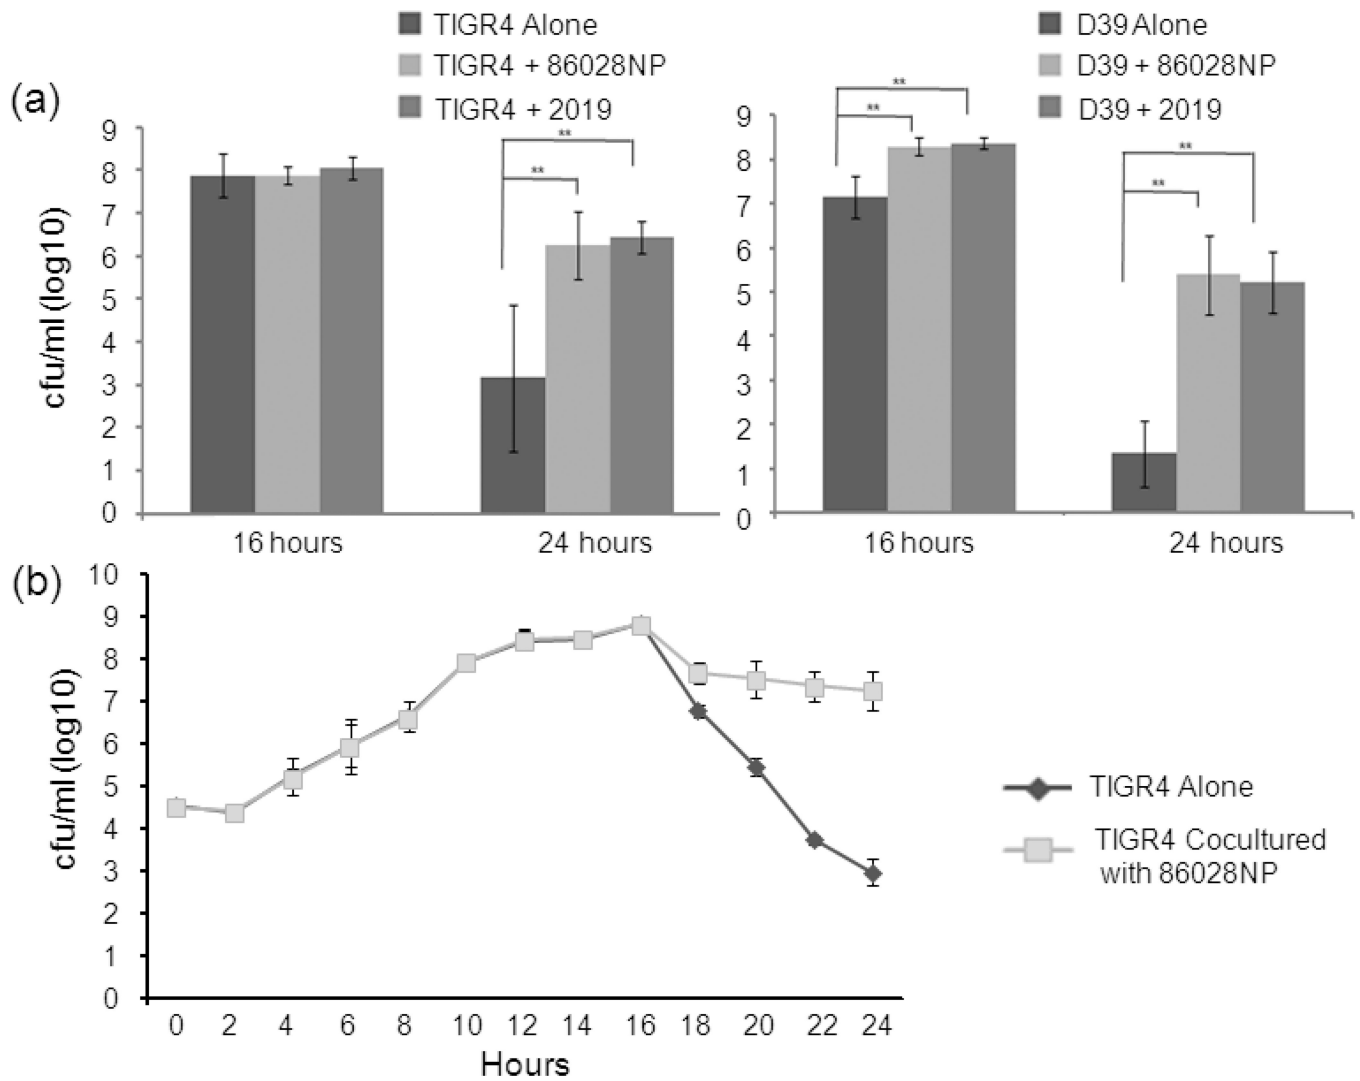 (a)
TIGR4 Alone
TIGR4 + 86028NP
TIGR4 + 2019
cfu/ml (log10)
9
8
7
6
5
4
3
2
1
0
**
**
16 hours
24 hours
D39 Alone
D39 + 86028NP
D39 + 2019
9
8
7
6
5
4
3
2
1
0
**
**
**
**
16 hours
24 hours
(b)
cfu/ml (log10)
10
9
8
7
6
5
4
3
2
1
0
0 2 4 6 8 10 12 14 16 18 20 22 24
Hours
TIGR4 Alone
TIGR4 Cocultured
with 86028NP